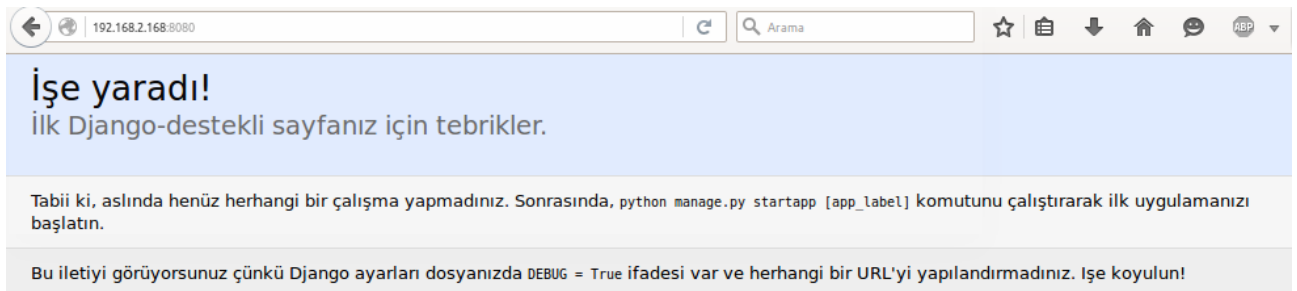 192.168.2.168:8080
Arama
ABP
İşe yaradı!
İlk Django-destekli sayfanız için tebrikler.
Tabii ki, aslında henüz herhangi bir çalışma yapmadınız. Sonrasında, python manage.py startapp [app_label] komutunu çalıştırarak ilk uygulamanızı
başlatın.
Bu iletiyi görüyorsunuz çünkü Django ayarları dosyanızda DEBUG = True ifadesi var ve herhangi bir URL'yi yapılandırmadınız. Işe koyulun!